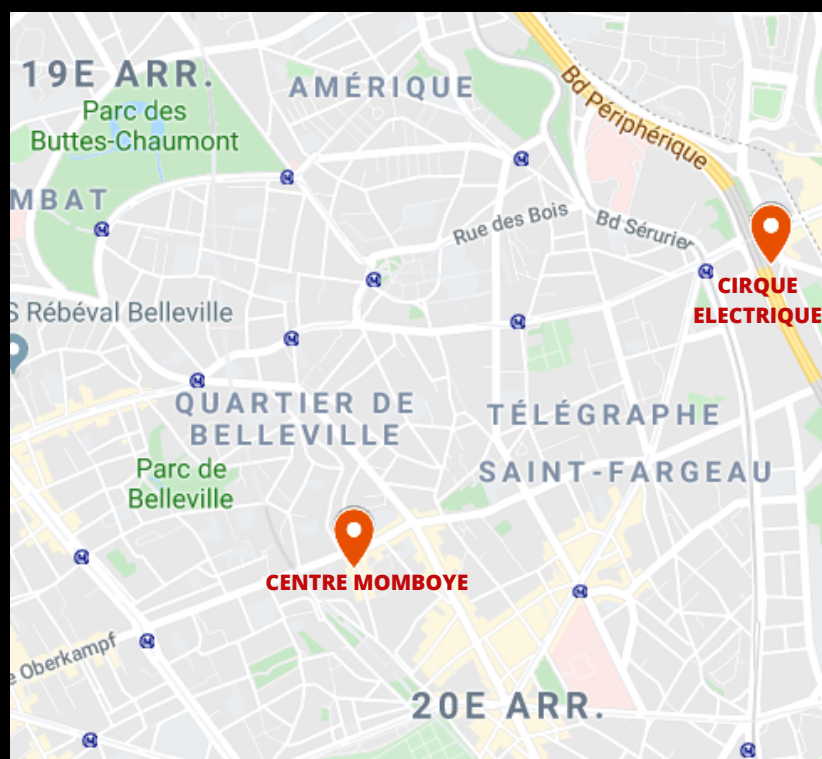 19E ARR.
AMÉRIQUE
Parc des
Buttes-Chaumont
Bd Périphérique
MBAT
Rue des Bois
Bd Sérurier
CIRQUE
ELECTRIQUE
S Rébéval Belleville
QUARTIER DE
BELLEVILLE
TÉLÉGRAPHE
SAINT-FARGEAU
Parc de
Belleville
CENTRE MOMBOYE
e Oberkampf
20E ARR.